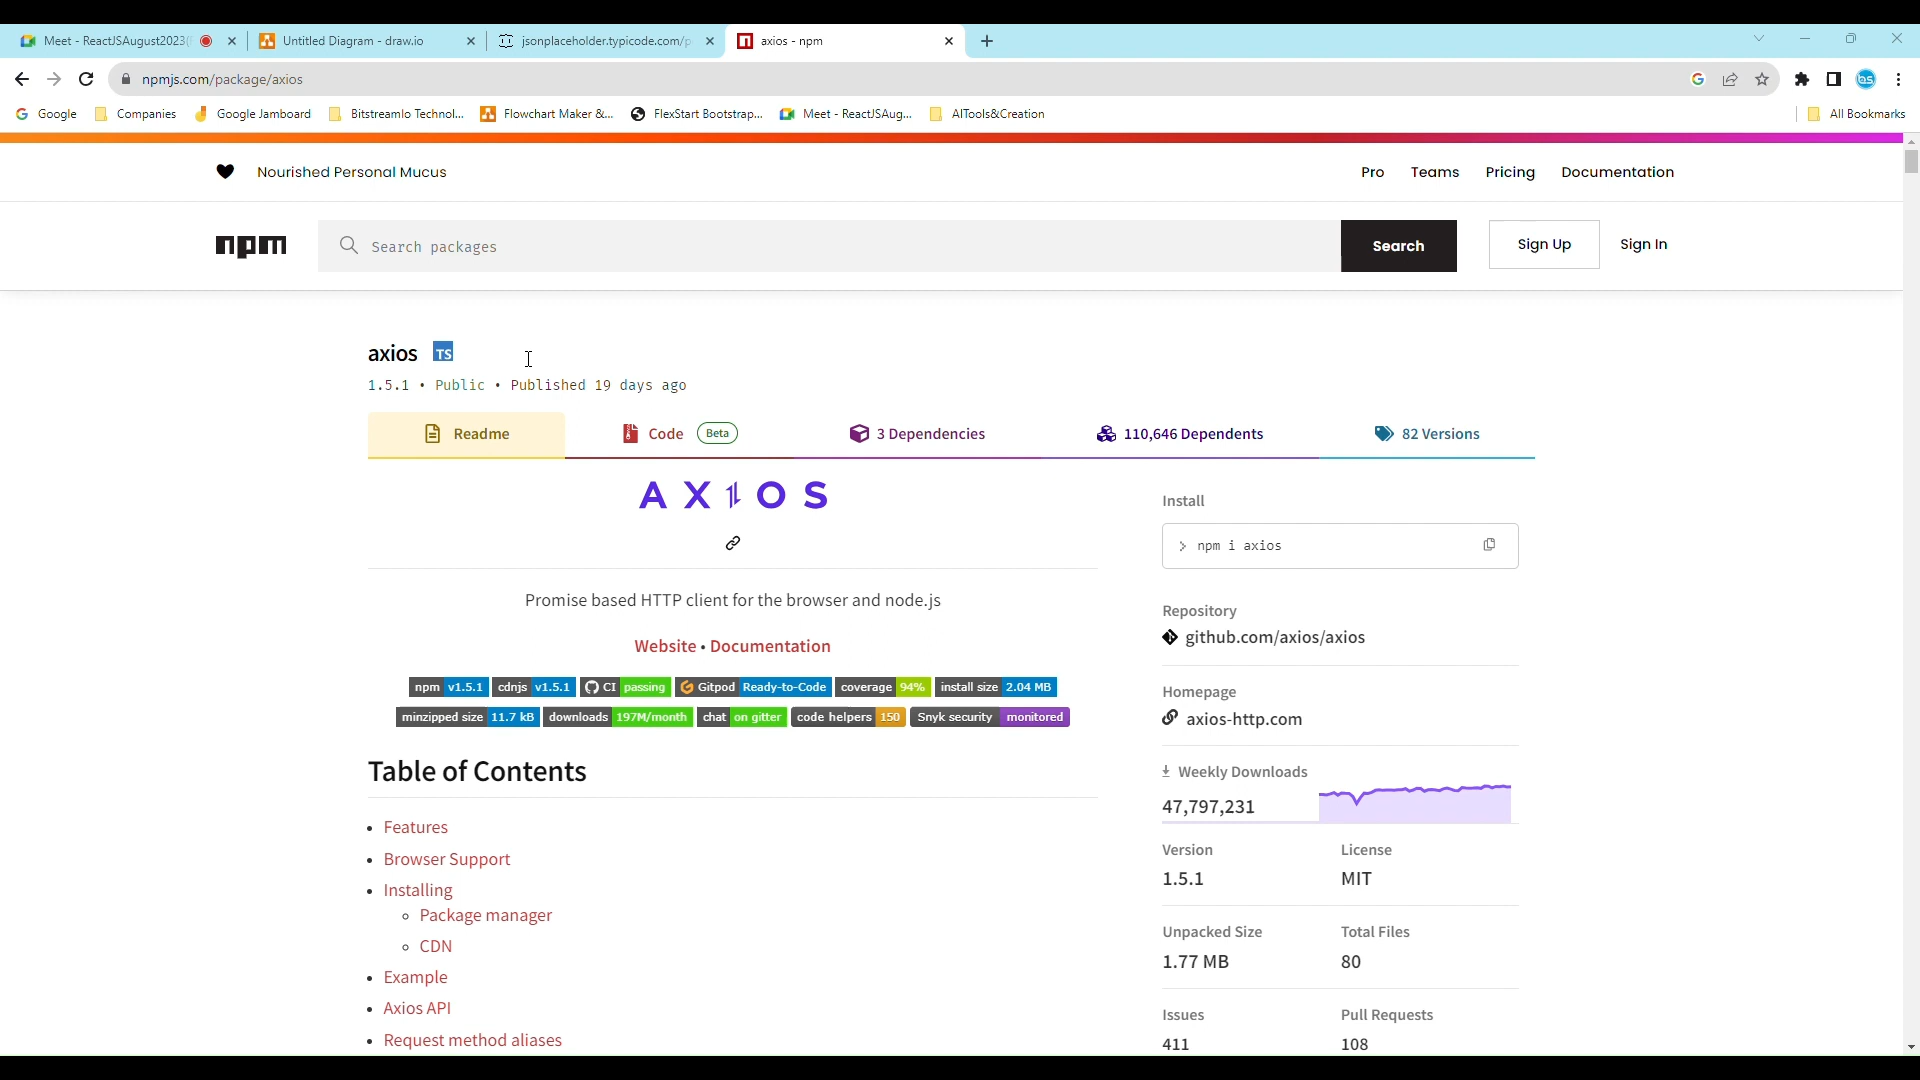 Meet - ReactJSAugust2023(
Untitled Diagram - draw.io
jsonplaceholder.typicode.com/p
axios - npm
npmjs.com/package/axios
Google
Companies
Google Jamboard
Bitstreamlo Technol...
Flowchart Maker &...
FlexStart Bootstrap...
Meet - ReactJSAug...
AITools&Creation
All Bookmarks
Nourished Personal Mucus
Pro
Teams
Pricing
Documentation
npm
Search packages
Search
Sign Up
Sign In
axios TS
1.5.1 • Public • Published 19 days ago
Readme
Code Beta
3 Dependencies
110,646 Dependents
82 Versions
AXIOS
Promise based HTTP client for the browser and node.js
Website • Documentation
npm v1.5.1 cdnjs v1.5.1 CI passing Gitpod Ready-to-Code coverage 94% install size 2.04 MB
minzipped size 11.7 kB downloads 197M/month chat on gitter code helpers 150 Snyk security monitored
Table of Contents
• Features
• Browser Support
• Installing
◦ Package manager
◦ CDN
• Example
• Axios API
• Request method aliases
Install
> npm i axios
Repository
github.com/axios/axios
Homepage
axios-http.com
Weekly Downloads
47,797,231
Version
License
1.5.1
MIT
Unpacked Size
Total Files
1.77 MB
80
Issues
Pull Requests
411
108